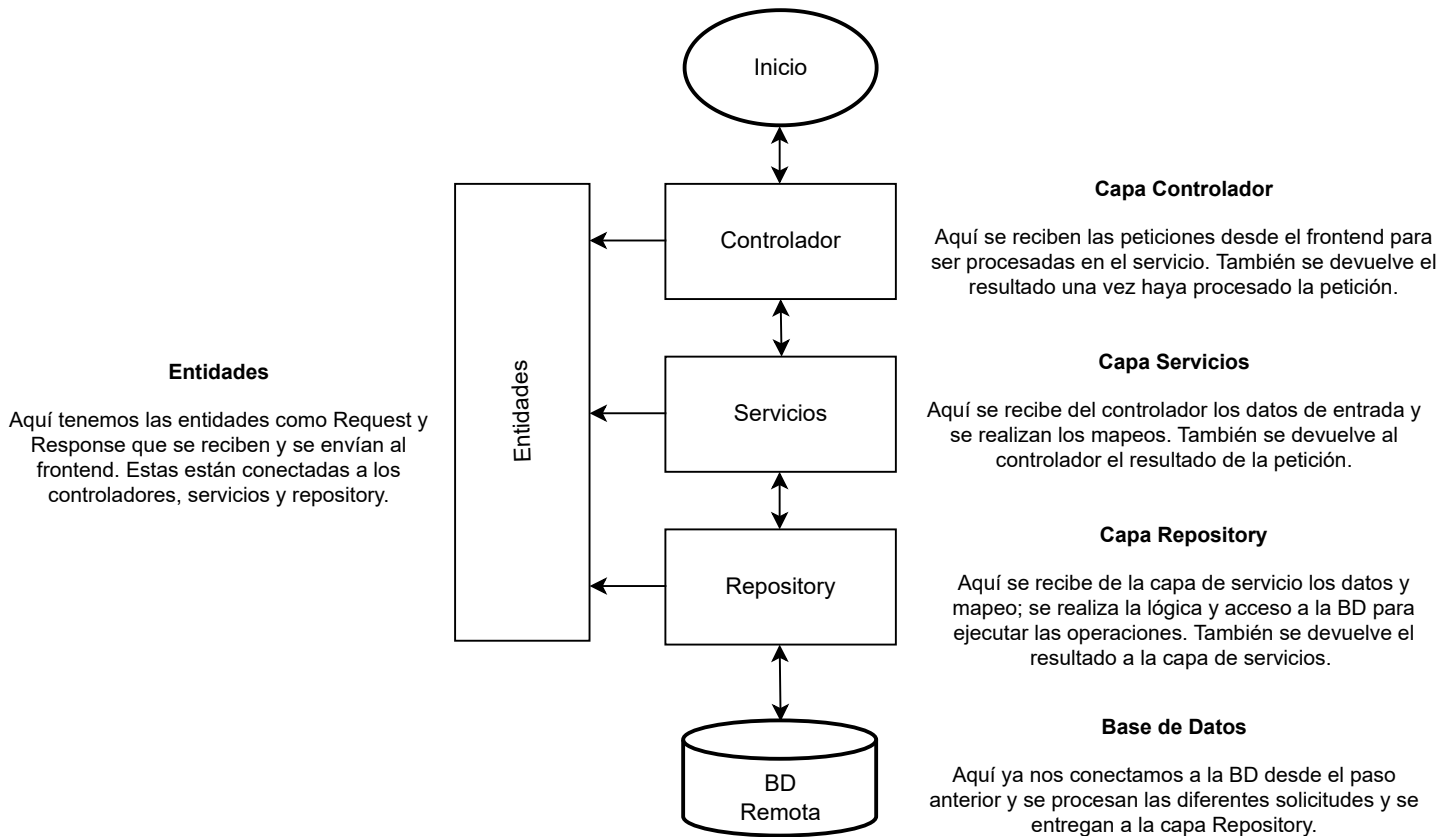 Inicio
Capa Controlador
Controlador
Aquí se reciben las peticiones desde el frontend para
ser procesadas en el servicio. También se devuelve el
resultado una vez haya procesado la petición.
Entidades
Aquí tenemos las entidades como Request y
Response que se reciben y se envían al
frontend. Estas están conectadas a los
controladores, servicios y repository.
Entidades
Capa Servicios
Servicios
Aquí se recibe del controlador los datos de entrada y
se realizan los mapeos. También se devuelve al
controlador el resultado de la petición.
Capa Repository
Repository
Aquí se recibe de la capa de servicio los datos y
mapeo; se realiza la lógica y acceso a la BD para
ejecutar las operaciones. También se devuelve el
resultado a la capa de servicios.
Base de Datos
BD
Remota
Aquí ya nos conectamos a la BD desde el paso
anterior y se procesan las diferentes solicitudes y se
entregan a la capa Repository.